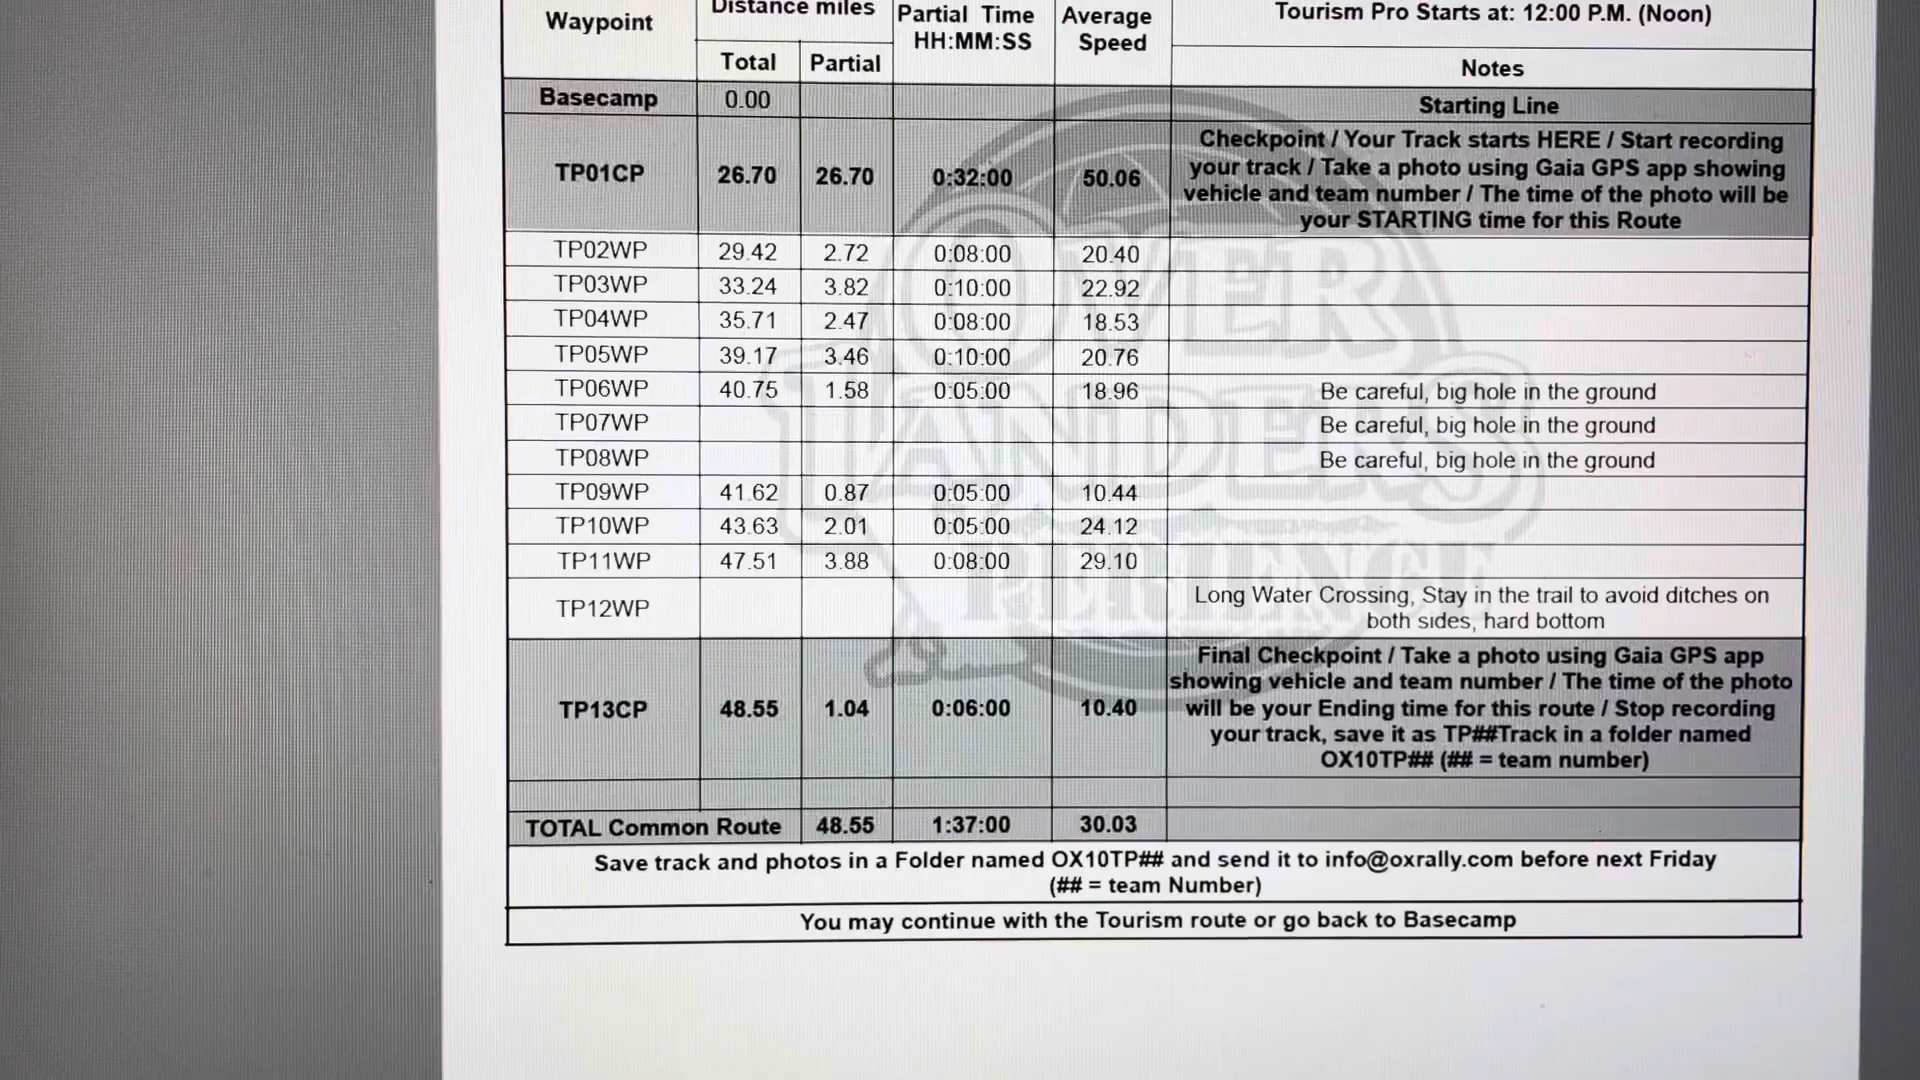 Distance miles
Partial Time
Average
Tourism Pro Starts at: 12:00 P.M. (Noon)
Waypoint
HH:MM:SS
Speed
Total
Partial
Notes
Basecamp 0.00 Starting Line
Checkpoint / Your Track starts HERE / Start recording
your track / Take a photo using Gaia GPS app showing
TP01CP 26.70 26.70 0:32:00 50.06
vehicle and team number / The time of the photo will be
your STARTING time for this Route
TP02WP 29.42 2.72 0:08:00 20.40
TP03WP 33.24 3.82 0:10:00 22.92
TP04WP 35.71 2.47 0:08:00 18.53
TP05WP 39.17 3.46 0:10:00 20.76
TP06WP 40.75 1.58 0:05:00 18.96 Be careful, big hole in the ground
TP07WP Be careful, big hole in the ground
TP08WP Be careful, big hole in the ground
TP09WP 41.62 0.87 0:05:00 10.44
TP10WP 43.63 2.01 0:05:00 24.12
TP11WP 47.51 3.88 0:08:00 29.10
TP12WP Long Water Crossing, Stay in the trail to avoid ditches on
both sides, hard bottom
Final Checkpoint / Take a photo using Gaia GPS app
showing vehicle and team number / The time of the photo
TP13CP 48.55 1.04 0:06:00 10.40 will be your Ending time for this route / Stop recording
your track, save it as TP##Track in a folder named
OX10TP## (## = team number)
TOTAL Common Route 48.55 1:37:00 30.03
Save track and photos in a Folder named OX10TP## and send it to info@oxrally.com before next Friday
(## = team Number)
You may continue with the Tourism route or go back to Basecamp
OVER
LANDERS
PERIENCE